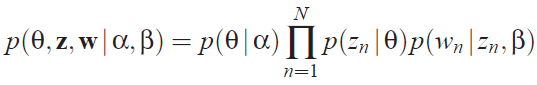 p(θ, z, w | α, β) = p(θ | α) ∏_{n=1}^{N} p(z_n | θ) p(w_n | z_n, β)